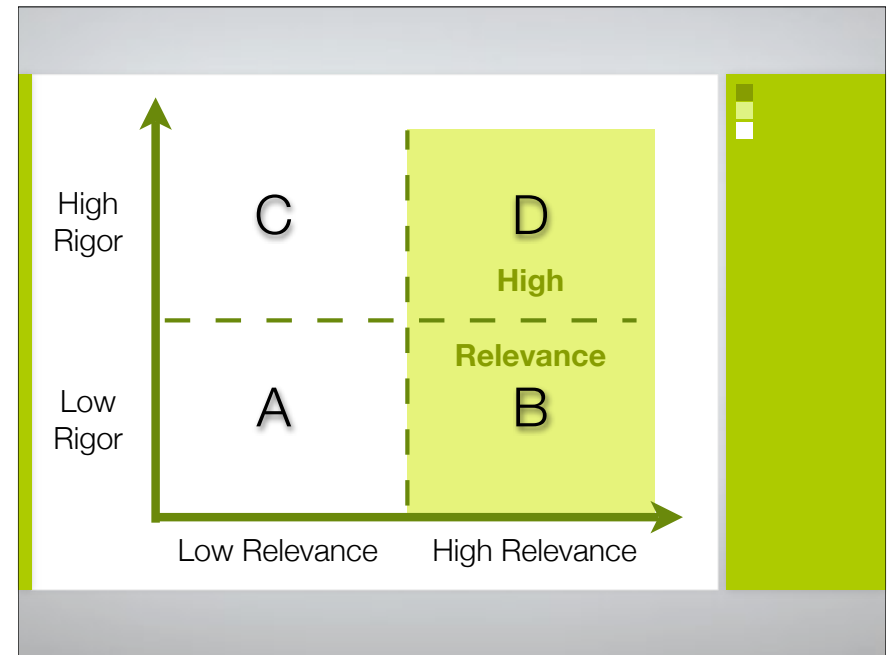 High
Rigor
C
D
High
Relevance
Low
Rigor
A
B
Low Relevance
High Relevance